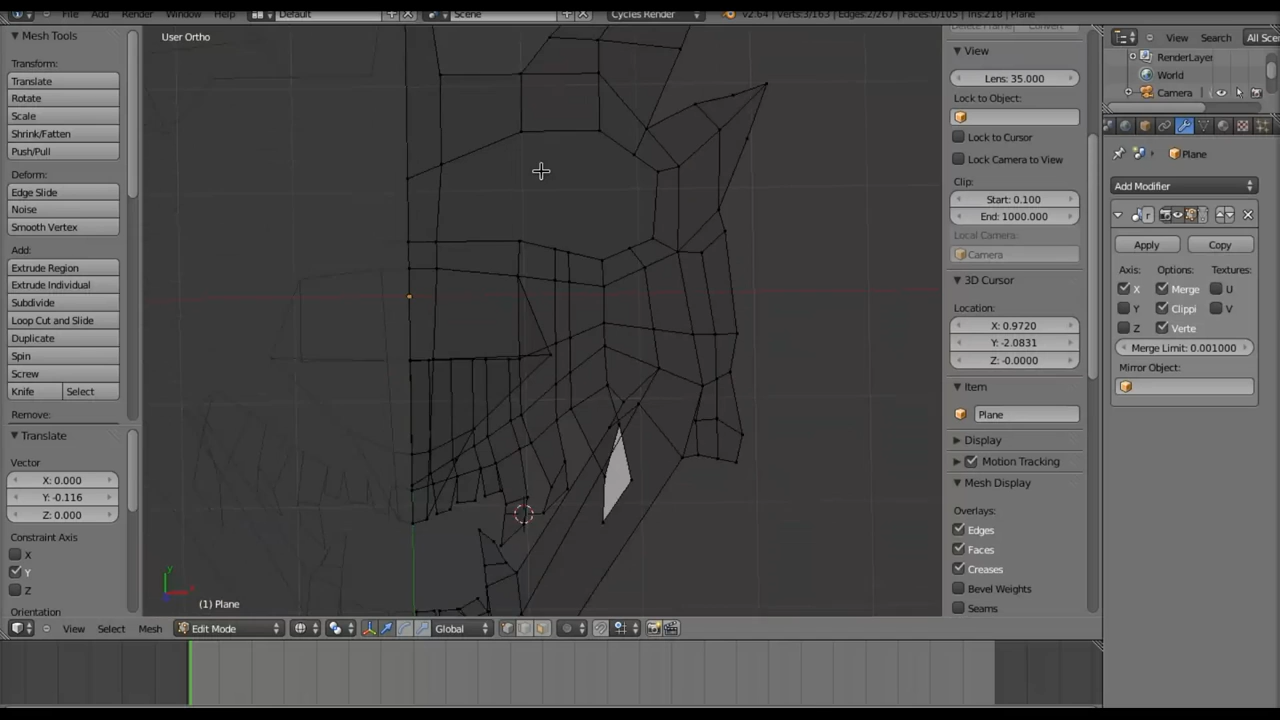 File Add Render Window Help Default Scene Cycles Render v2.64 | Verts:3/163 | Edges:2/267 | Faces:0/105 | Tris:218 | Plane
Mesh Tools
Transform:
Translate
Rotate
Scale
Shrink/Fatten
Push/Pull
Deform:
Edge Slide
Noise
Smooth Vertex
Add:
Extrude Region
Extrude Individual
Subdivide
Loop Cut and Slide
Duplicate
Spin
Screw
Knife Select
Remove:
Translate
Vector
X: 0.000
Y: -0.116
Z: 0.000
Constraint Axis
X
Y
Z
Orientation
User Ortho
y
x
(1) Plane
View Select Mesh Edit Mode Global
Delete Frame Convert
View
Lens: 35.000
Lock to Object:
Lock to Cursor
Lock Camera to View
Clip:
Start: 0.100
End: 1000.000
Local Camera:
Camera
3D Cursor
Location:
X: 0.9720
Y: -2.0831
Z: -0.0000
Item
Plane
Display
Motion Tracking
Mesh Display
Overlays:
Edges
Faces
Creases
Bevel Weights
Seams
View Search All Sce
RenderLayer
World
Camera
Plane
Add Modifier
Apply Copy
Axis: Options: Textures:
X Merge U
Y Clippi V
Z Verte
Merge Limit: 0.001000
Mirror Object: